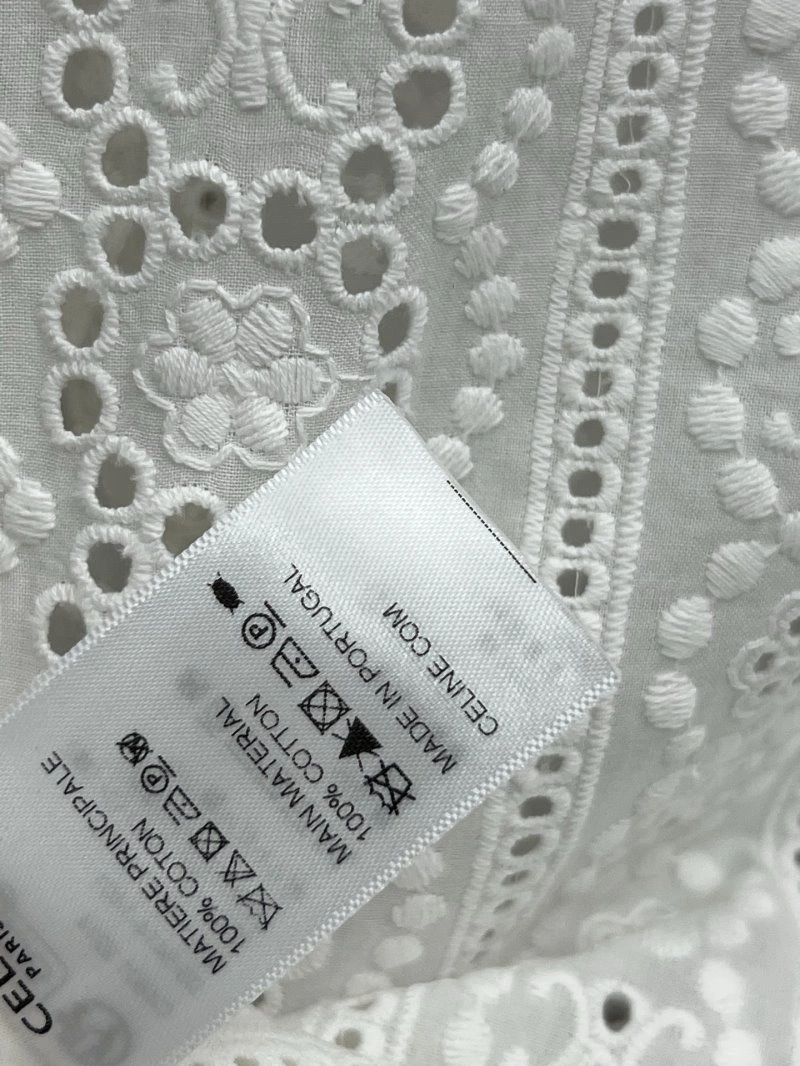 CELINE.COM
MADE IN PORTUGAL
MAIN MATERIAL
100% COTTON
MATIERE PRINCIPALE
100% COTON